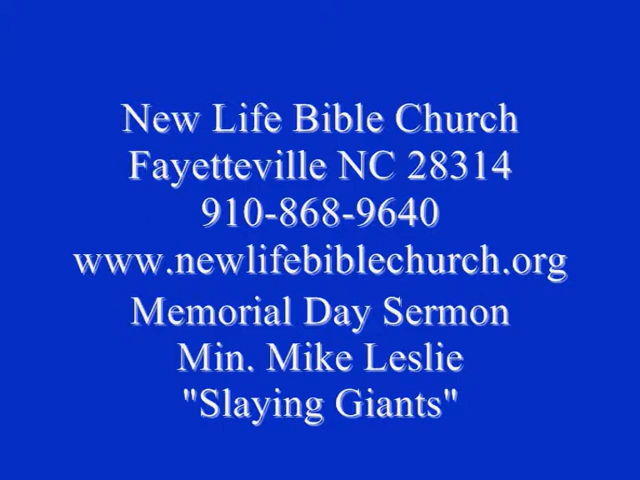 New Life Bible Church
Fayetteville NC 28314
910-868-9640
www.newlifebiblechurch.org
Memorial Day Sermon
Min. Mike Leslie
"Slaying Giants"